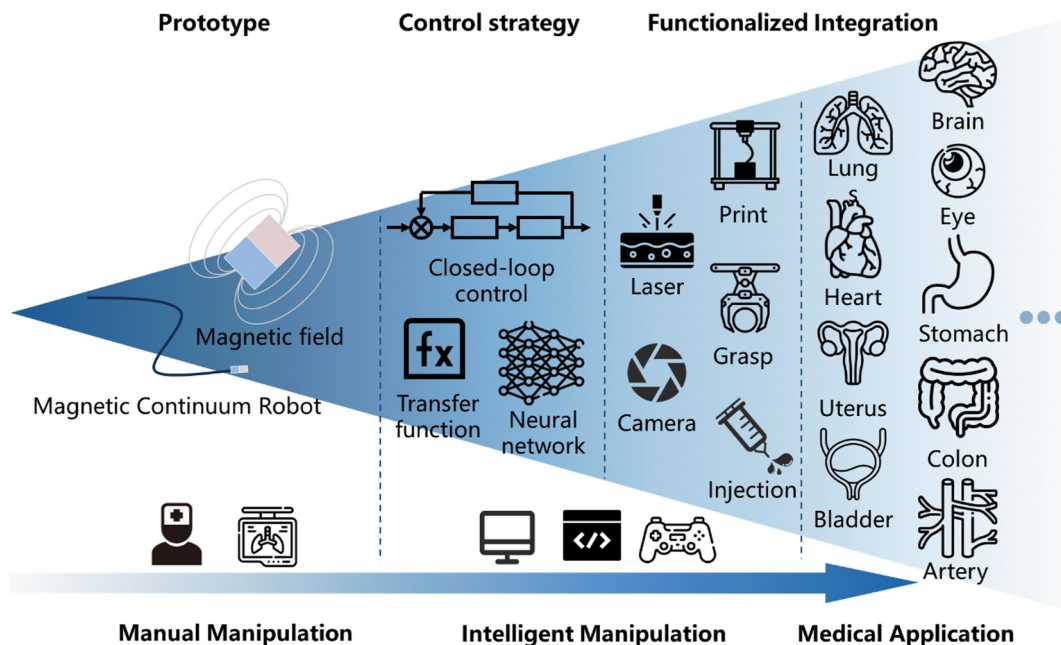 Prototype
Control strategy
Functionalized Integration
Magnetic field
Magnetic Continuum Robot
Closed-loop
control
fx
Transfer
function
Neural
network
Laser
Camera
Print
Grasp
Injection
Lung
Heart
Uterus
Bladder
Brain
Eye
Stomach
Colon
Artery
</>
Manual Manipulation
Intelligent Manipulation
Medical Application